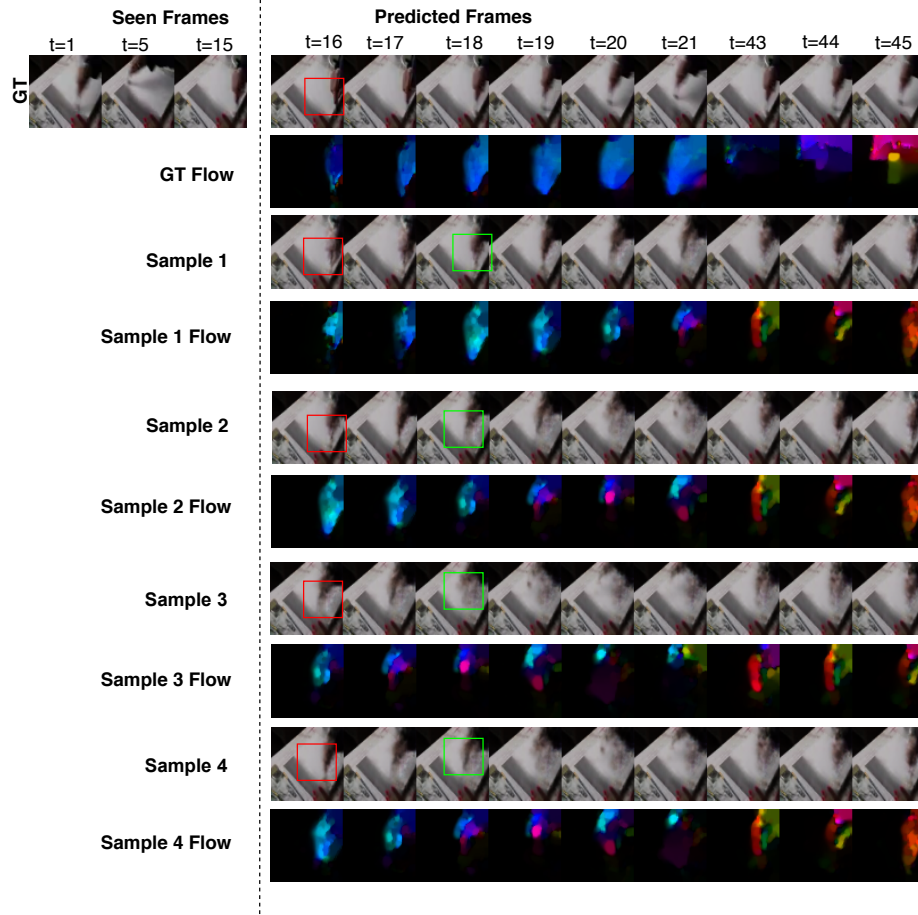 Seen Frames
Predicted Frames
t=1 t=5 t=15
t=16 t=17 t=18 t=19 t=20 t=21 t=43 t=44 t=45
GT
GT Flow
Sample 1
Sample 1 Flow
Sample 2
Sample 2 Flow
Sample 3
Sample 3 Flow
Sample 4
Sample 4 Flow